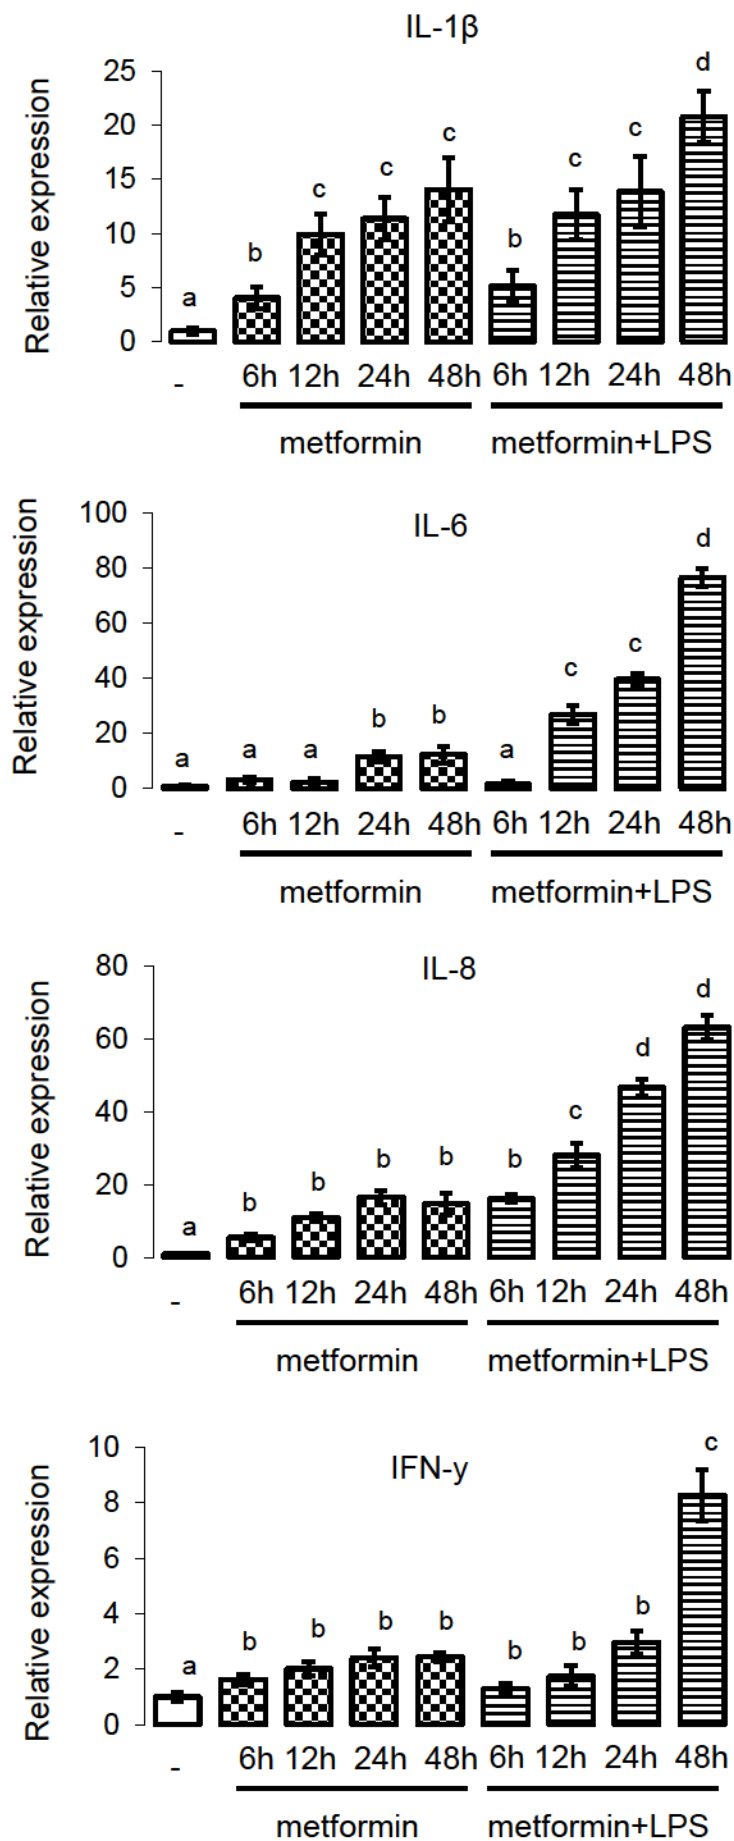 IL-1β
Relative expression
25
20
15
10
5
0
a b c c c b c c d
- 6h 12h 24h 48h 6h 12h 24h 48h
metformin metformin+LPS
IL-6
Relative expression
100
80
60
40
20
0
a a a b b a c c d
- 6h 12h 24h 48h 6h 12h 24h 48h
metformin metformin+LPS
IL-8
Relative expression
80
60
40
20
0
a b b b b b c d d
- 6h 12h 24h 48h 6h 12h 24h 48h
metformin metformin+LPS
IFN-y
Relative expression
10
8
6
4
2
0
a b b b b b b b c
- 6h 12h 24h 48h 6h 12h 24h 48h
metformin metformin+LPS